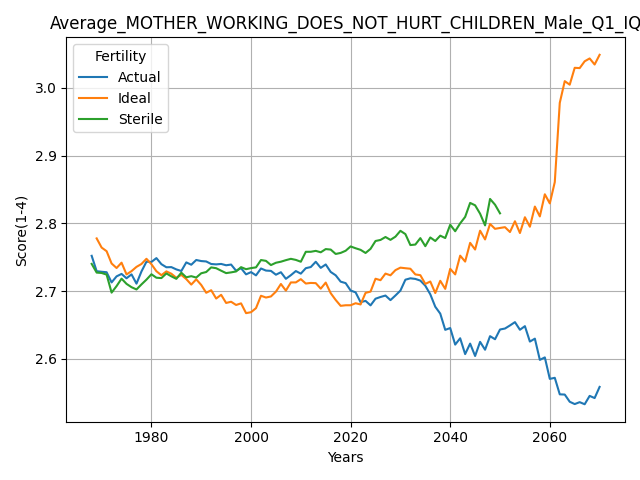 Average_MOTHER_WORKING_DOES_NOT_HURT_CHILDREN_Male_Q1_IQ
Fertility
Actual
Ideal
Sterile
3.0
2.9
2.8
2.7
2.6
Score(1-4)
1980
2000
2020
2040
2060
Years